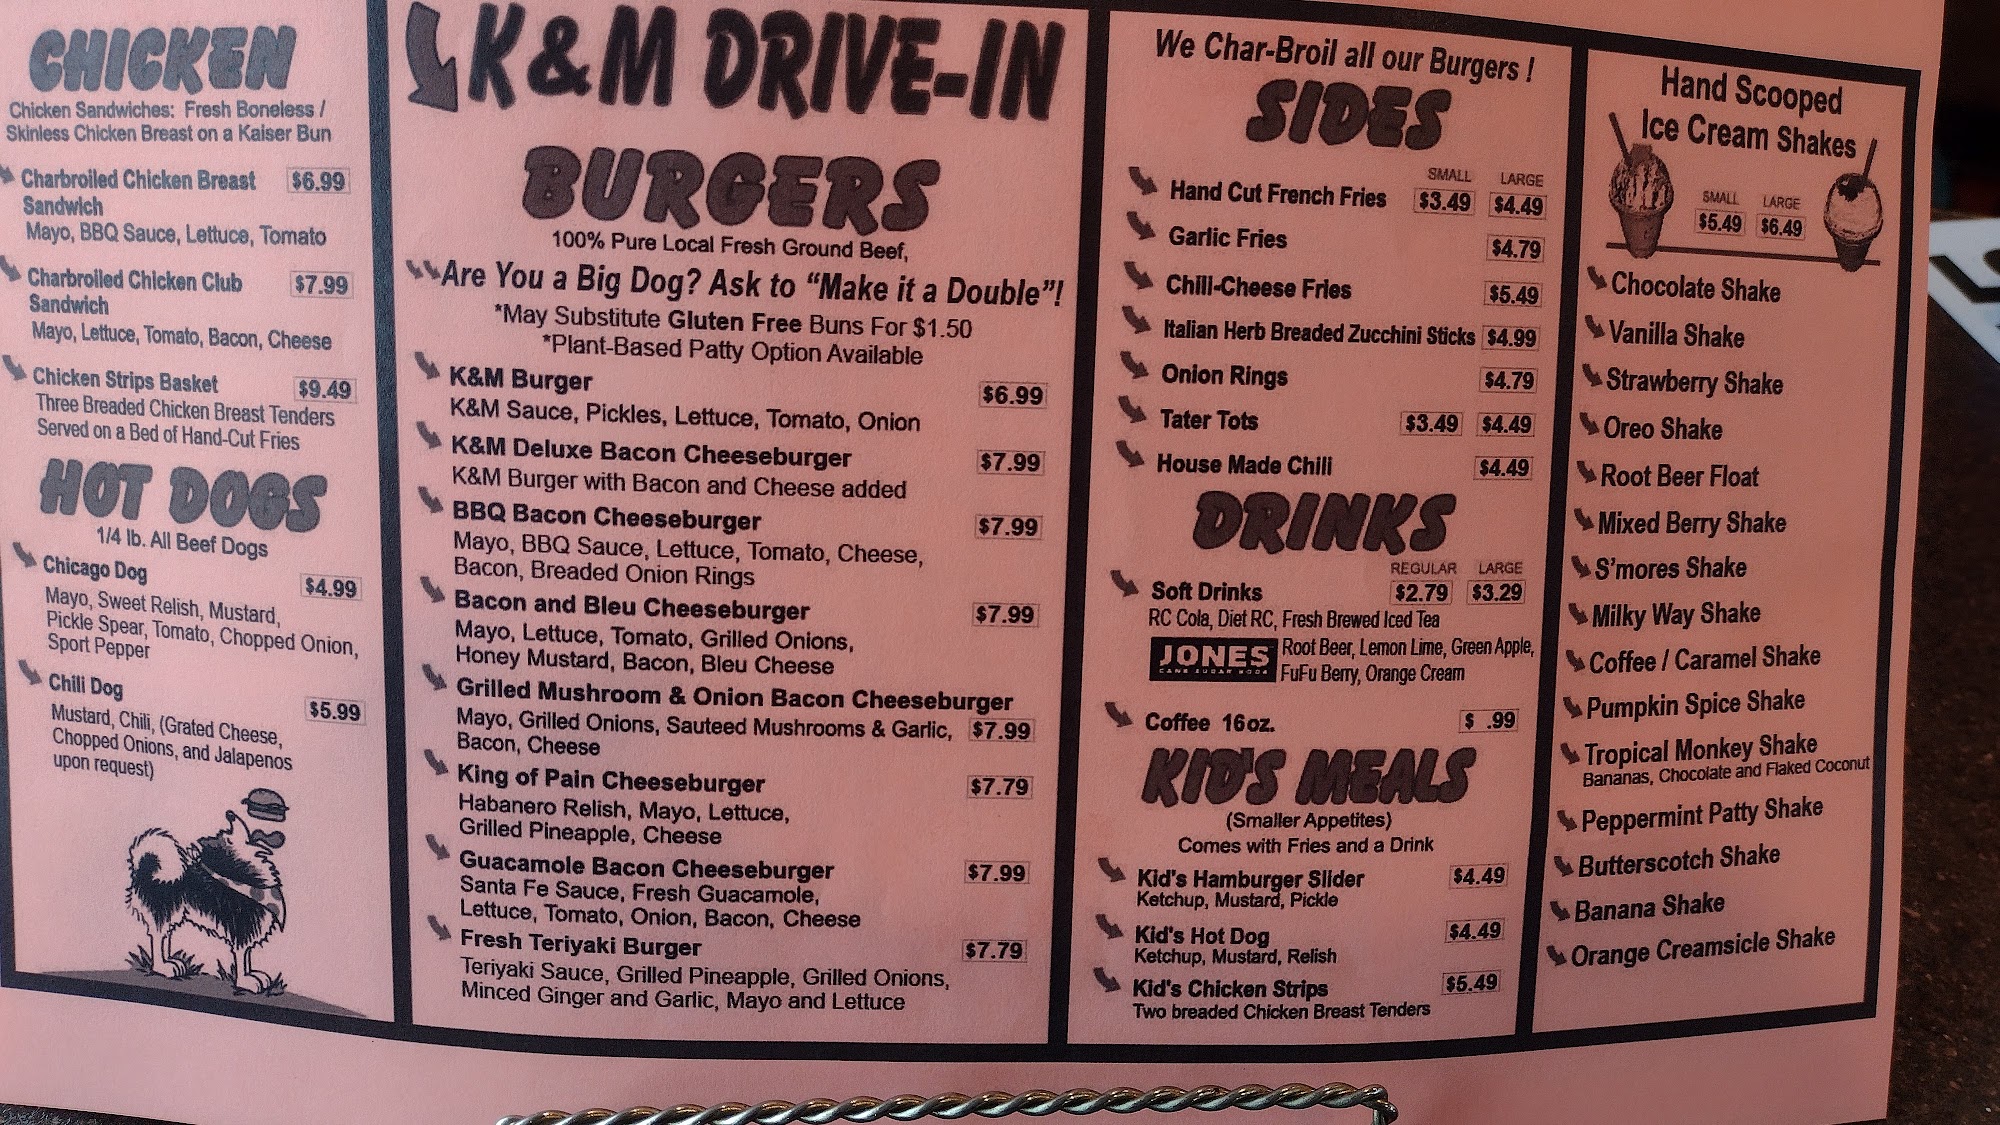 CHICKEN
Chicken Sandwiches: Fresh Boneless /
Skinless Chicken Breast on a Kaiser Bun
Charbroiled Chicken Breast $6.99
Sandwich
Mayo, BBQ Sauce, Lettuce, Tomato
Charbroiled Chicken Club $7.99
Sandwich
Mayo, Lettuce, Tomato, Bacon, Cheese
Chicken Strips Basket $9.49
Three Breaded Chicken Breast Tenders
Served on a Bed of Hand-Cut Fries
HOT DOGS
1/4 lb. All Beef Dogs
Chicago Dog $4.99
Mayo, Sweet Relish, Mustard,
Pickle Spear, Tomato, Chopped Onion,
Sport Pepper
Chili Dog $5.99
Mustard, Chili, (Grated Cheese,
Chopped Onions, and Jalapenos
upon request)
K&M DRIVE-IN
BURGERS
100% Pure Local Fresh Ground Beef,
Are You a Big Dog? Ask to "Make it a Double"!
*May Substitute Gluten Free Buns For $1.50
*Plant-Based Patty Option Available
K&M Burger $6.99
K&M Sauce, Pickles, Lettuce, Tomato, Onion
K&M Deluxe Bacon Cheeseburger $7.99
K&M Burger with Bacon and Cheese added
BBQ Bacon Cheeseburger $7.99
Mayo, BBQ Sauce, Lettuce, Tomato, Cheese,
Bacon, Breaded Onion Rings
Bacon and Bleu Cheeseburger $7.99
Mayo, Lettuce, Tomato, Grilled Onions,
Honey Mustard, Bacon, Bleu Cheese
Grilled Mushroom & Onion Bacon Cheeseburger
Mayo, Grilled Onions, Sauteed Mushrooms & Garlic, $7.99
Bacon, Cheese
King of Pain Cheeseburger $7.79
Habanero Relish, Mayo, Lettuce,
Grilled Pineapple, Cheese
Guacamole Bacon Cheeseburger $7.99
Santa Fe Sauce, Fresh Guacamole,
Lettuce, Tomato, Onion, Bacon, Cheese
Fresh Teriyaki Burger $7.79
Teriyaki Sauce, Grilled Pineapple, Grilled Onions,
Minced Ginger and Garlic, Mayo and Lettuce
We Char-Broil all our Burgers !
SIDES
SMALL LARGE
Hand Cut French Fries $3.49 $4.49
Garlic Fries $4.79
Chili-Cheese Fries $5.49
Italian Herb Breaded Zucchini Sticks $4.99
Onion Rings $4.79
Tater Tots $3.49 $4.49
House Made Chili $4.49
DRINKS
REGULAR LARGE
Soft Drinks $2.79 $3.29
RC Cola, Diet RC, Fresh Brewed Iced Tea
JONES Root Beer, Lemon Lime, Green Apple,
CANE SUGAR SODA FuFu Berry, Orange Cream
Coffee 16oz. $ .99
KID'S MEALS
(Smaller Appetites)
Comes with Fries and a Drink
Kid's Hamburger Slider $4.49
Ketchup, Mustard, Pickle
Kid's Hot Dog $4.49
Ketchup, Mustard, Relish
Kid's Chicken Strips $5.49
Two breaded Chicken Breast Tenders
Hand Scooped
Ice Cream Shakes
SMALL LARGE
$5.49 $6.49
Chocolate Shake
Vanilla Shake
Strawberry Shake
Oreo Shake
Root Beer Float
Mixed Berry Shake
S'mores Shake
Milky Way Shake
Coffee / Caramel Shake
Pumpkin Spice Shake
Tropical Monkey Shake
Bananas, Chocolate and Flaked Coconut
Peppermint Patty Shake
Butterscotch Shake
Banana Shake
Orange Creamsicle Shake